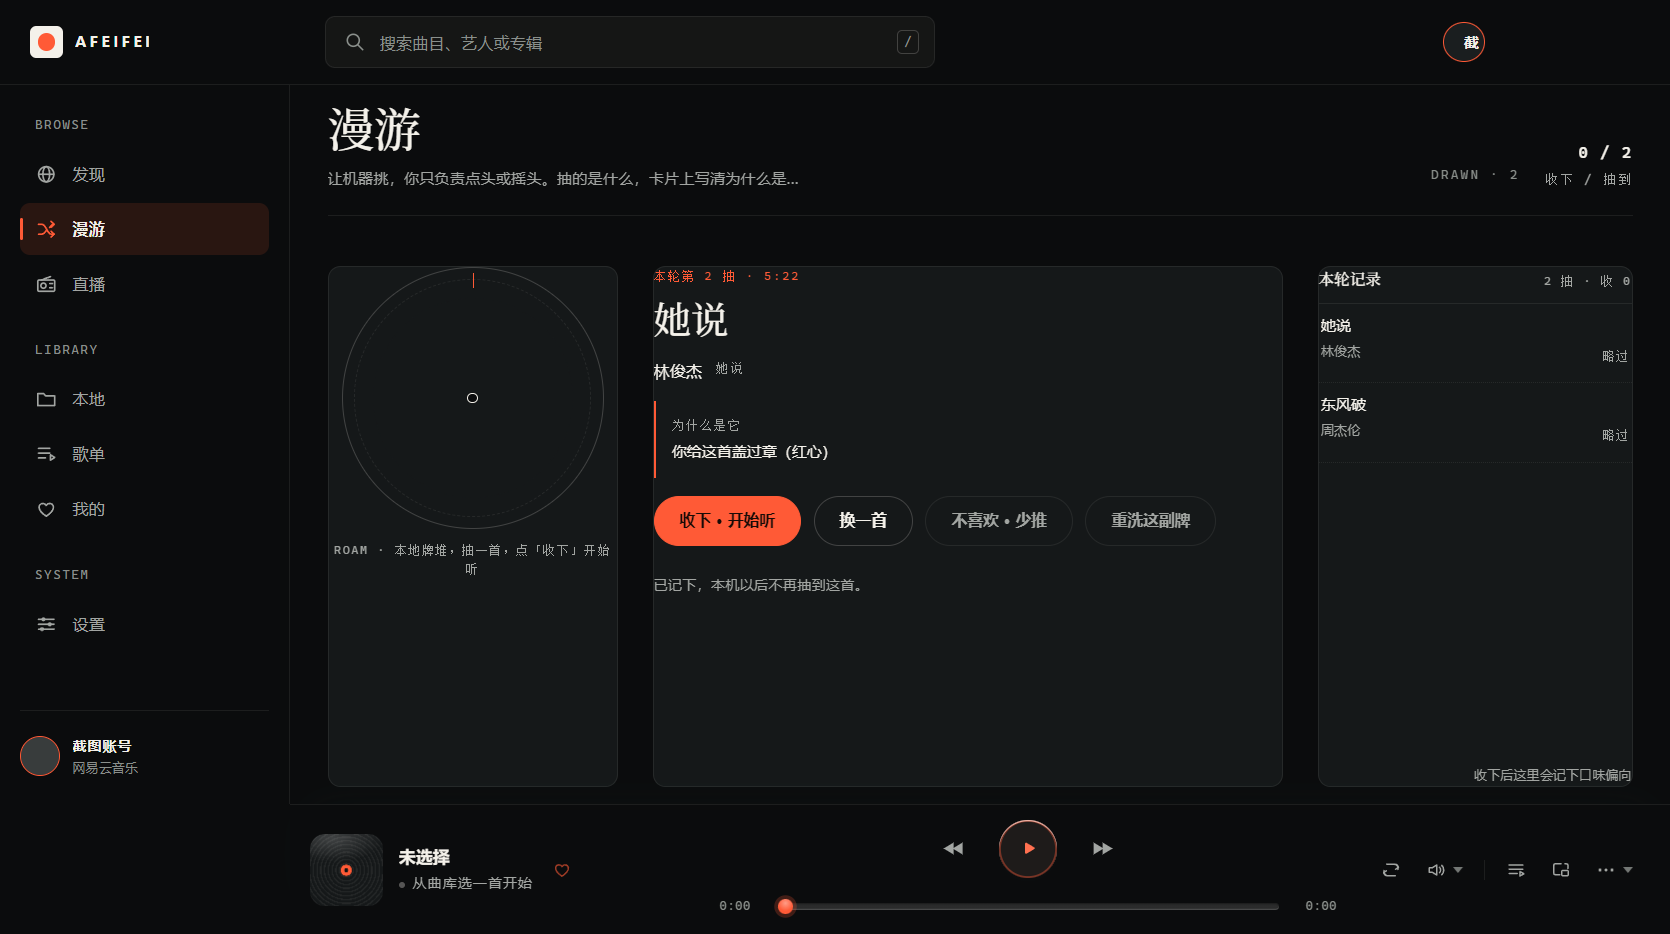 AFEIFEI
搜索曲目、艺人或专辑
/
截
BROWSE
发现
漫游
直播
LIBRARY
本地
歌单
我的
SYSTEM
设置
截图账号
网易云音乐
漫游
让机器挑，你只负责点头或摇头。抽的是什么，卡片上写清为什么是...
DRAWN · 2
0 / 2
收下 / 抽到
ROAM · 本地牌堆，抽一首，点「收下」开始
听
本轮第 2 抽 · 5:22
她说
林俊杰 她说
为什么是它
你给这首盖过章（红心）
收下 • 开始听
换一首
不喜欢 • 少推
重洗这副牌
已记下，本机以后不再抽到这首。
本轮记录
2 抽 · 收 0
她说
林俊杰
略过
东风破
周杰伦
略过
收下后这里会记下口味偏向
未选择
从曲库选一首开始
0:00
0:00